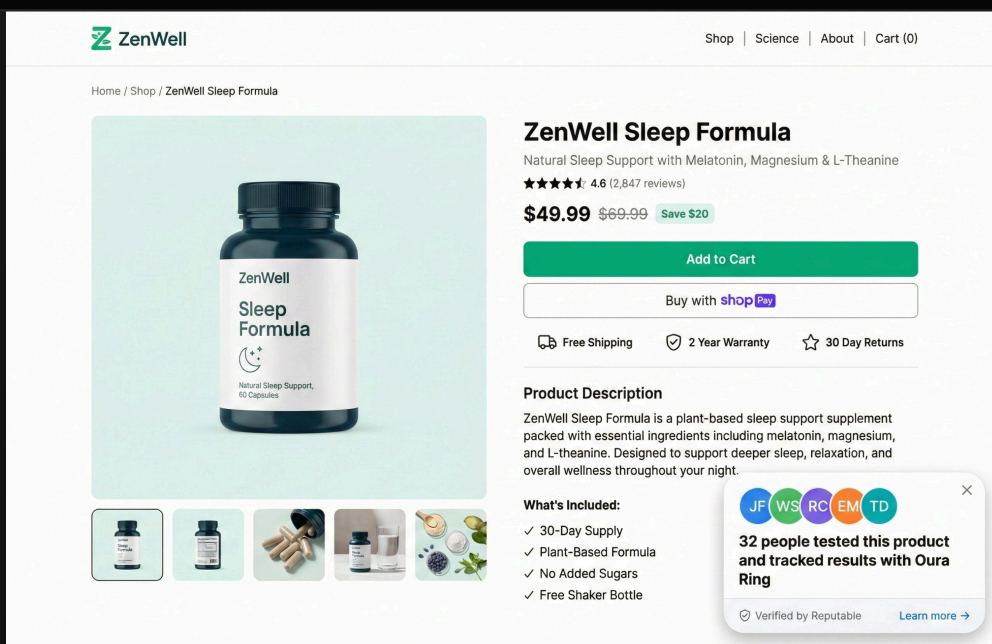 ZenWell
Shop | Science | About | Cart (0)
Home / Shop / ZenWell Sleep Formula
ZenWell
Sleep
Formula
Natural Sleep Support,
60 Capsules
ZenWell Sleep Formula
Natural Sleep Support with Melatonin, Magnesium & L-Theanine
4.6 (2,847 reviews)
$49.99 $69.99 Save $20
Add to Cart
Buy with shop Pay
Free Shipping
2 Year Warranty
30 Day Returns
Product Description
ZenWell Sleep Formula is a plant-based sleep support supplement
packed with essential ingredients including melatonin, magnesium,
and L-theanine. Designed to support deeper sleep, relaxation, and
overall wellness throughout your night.
What's Included:
✓ 30-Day Supply
✓ Plant-Based Formula
✓ No Added Sugars
✓ Free Shaker Bottle
JF WS RC EM TD
32 people tested this product
and tracked results with Oura
Ring
Verified by Reputable
Learn more →